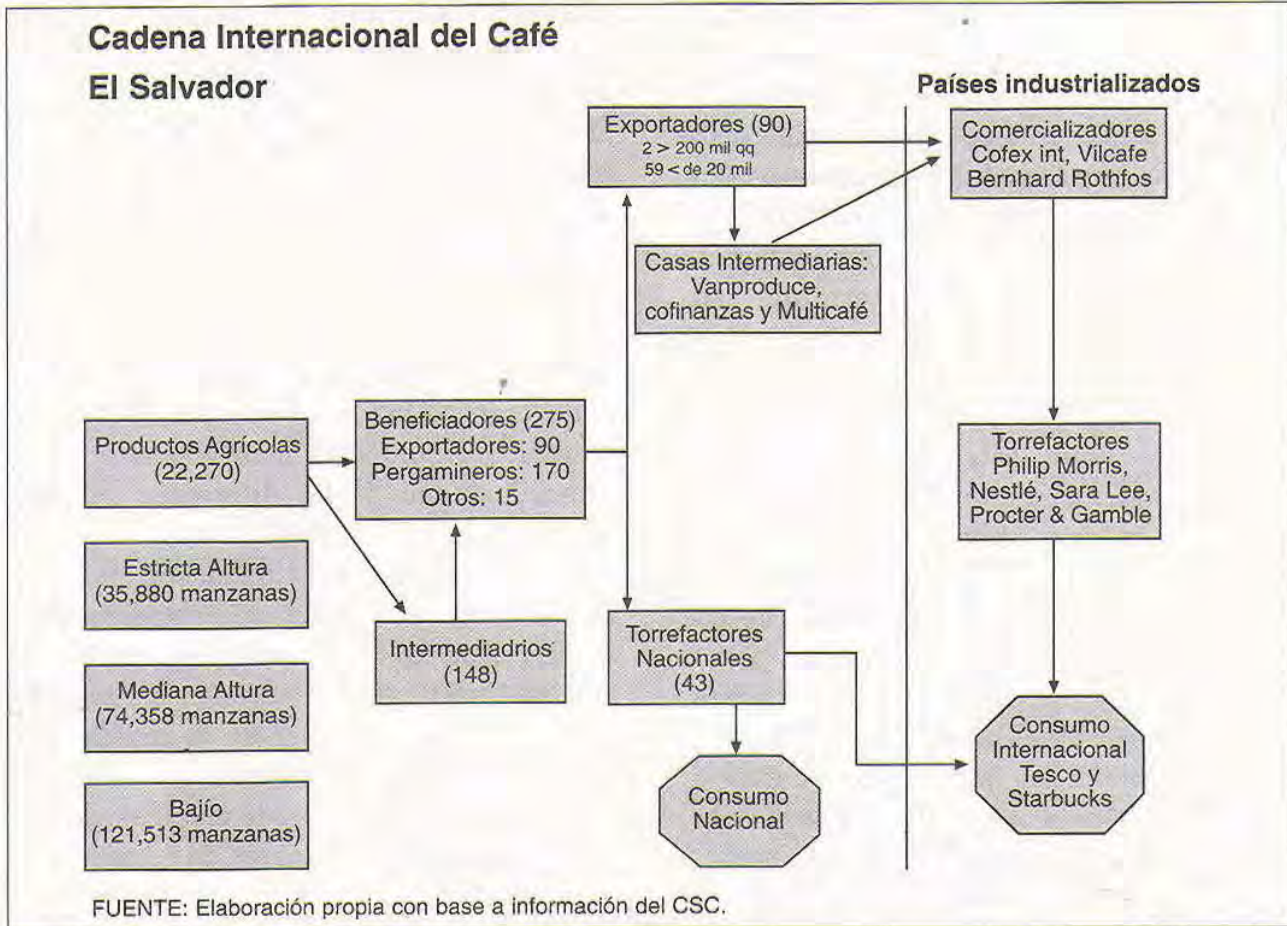 Cadena Internacional del Café
El Salvador
Países industrializados
Exportadores (90)
2 > 200 mil qq
59 < de 20 mil
Comercializadores
Cofex int, Vilcafe
Bernhard Rothfos
Casas Intermediarias:
Vanproduce,
cofinanzas y Multicafé
Productos Agrícolas
(22,270)
Beneficiadores (275)
Exportadores: 90
Pergamineros: 170
Otros: 15
Torrefactores
Philip Morris,
Nestlé, Sara Lee,
Procter & Gamble
Estricta Altura
(35,880 manzanas)
Intermediadrios
(148)
Torrefactores
Nacionales
(43)
Mediana Altura
(74,358 manzanas)
Consumo
Internacional
Tesco y
Starbucks
Bajío
(121,513 manzanas)
Consumo
Nacional
FUENTE: Elaboración propia con base a información del CSC.